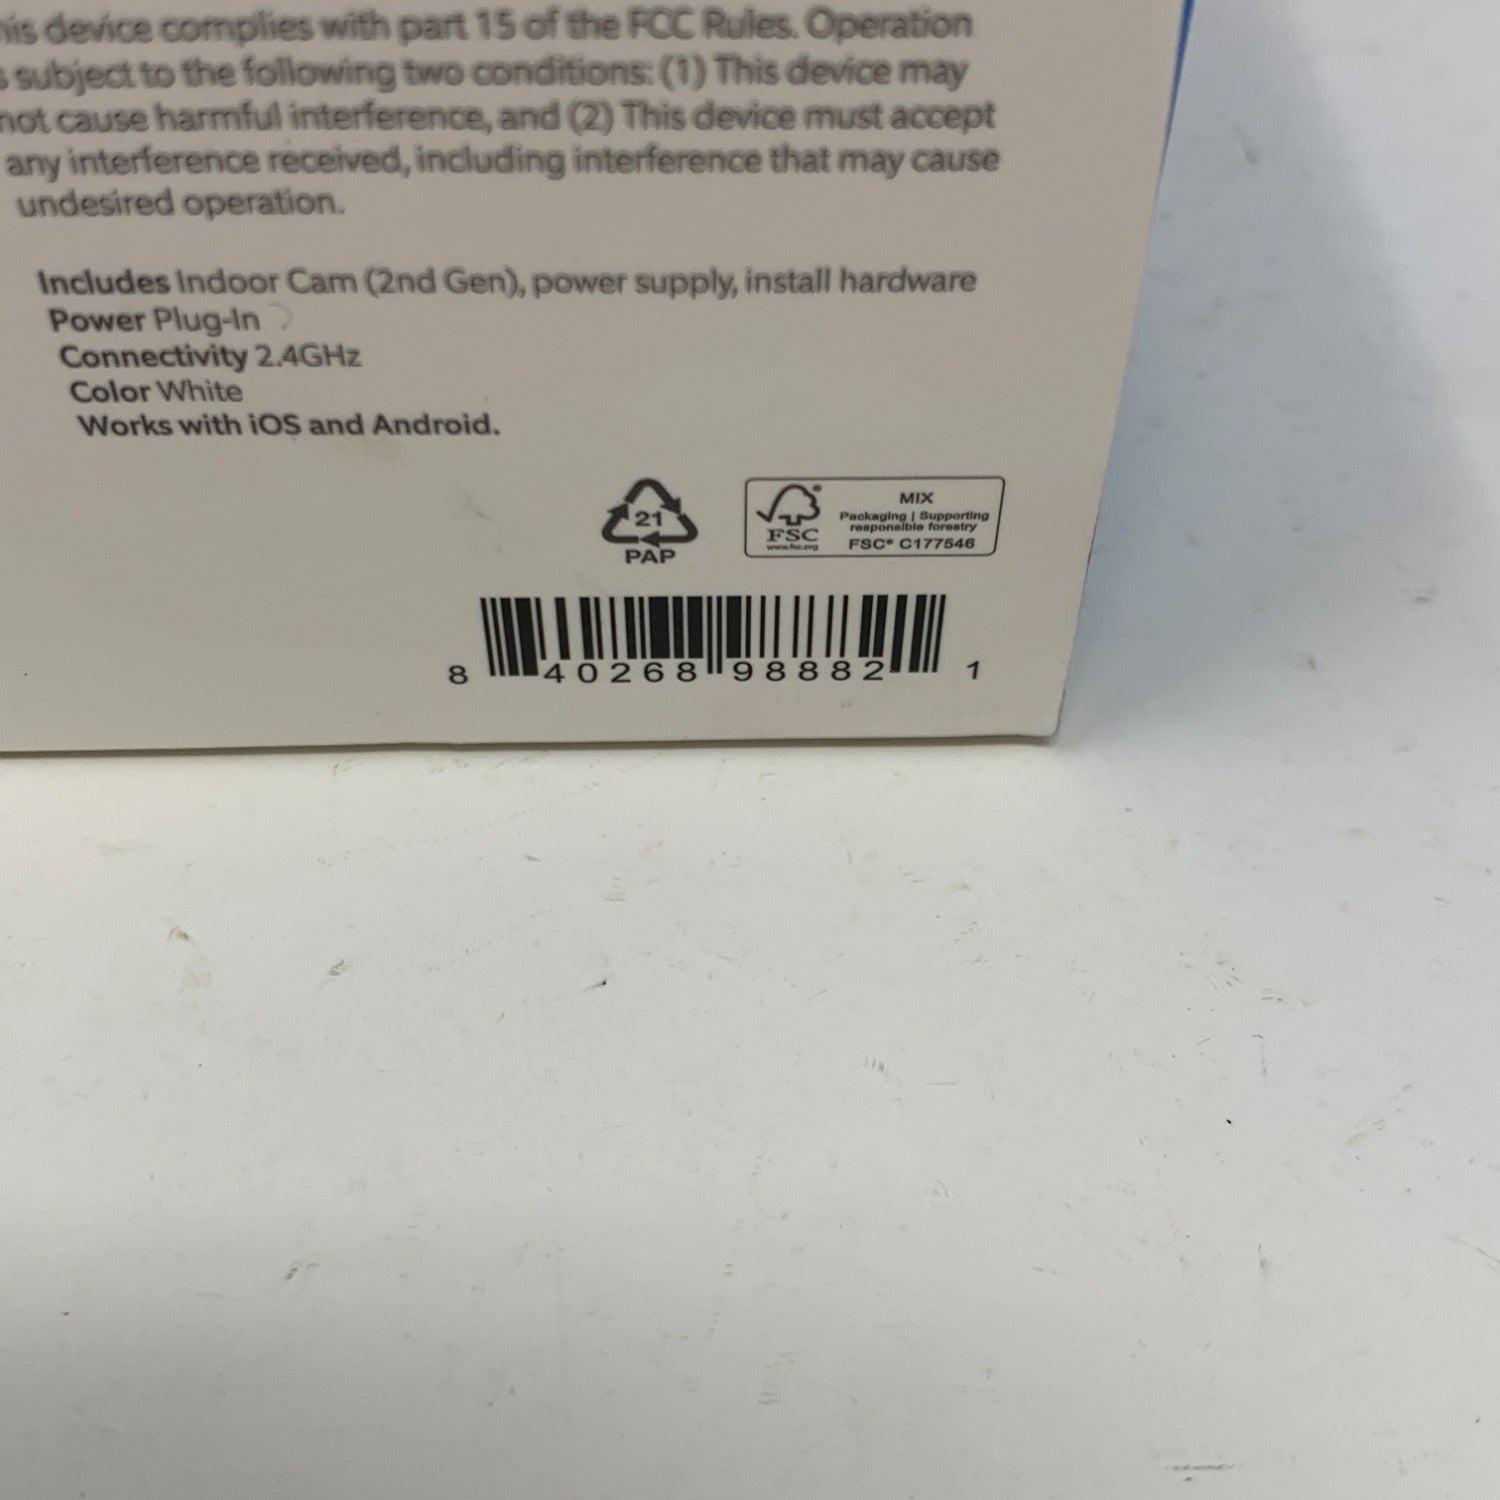 his device complies with part 15 of the FCC Rules. Operation
s subject to the following two conditions: (1) This device may
not cause harmful interference, and (2) This device must accept
any interference received, including interference that may cause
undesired operation.
Includes Indoor Cam (2nd Gen), power supply, install hardware
Power Plug-In
Connectivity 2.4GHz
Color White
Works with iOS and Android.
21
PAP
FSC
www.fsc.org
MIX
Packaging | Supporting
responsible forestry
FSC® C177546
8 40268 98882 1